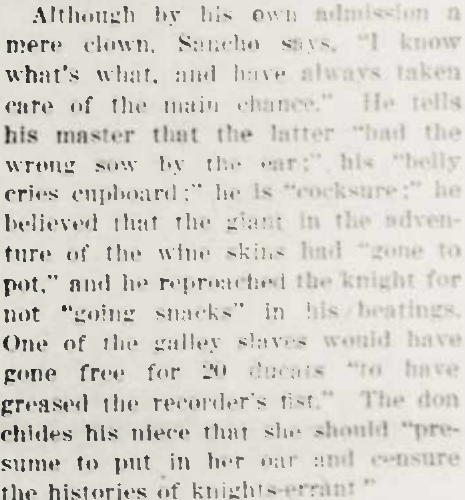 Although by his own admission a
mere clown, Sancho says, "I know
what's what, and have always taken
care of the main chance." He tells
his master that the latter "had the
wrong sow by the ear;" his "belly
cries cupboard;" he is "cocksure;" he
believed that the giant in the adven-
ture of the wine skins had "gone to
pot," and he reproached the knight for
not "going snacks" in his beatings.
One of the galley slaves would have
gone free for 20 ducats "to have
greased the recorder's fist." The don
chides his niece that she should "pre-
sume to put in her oar and censure
the histories of knights-errant."